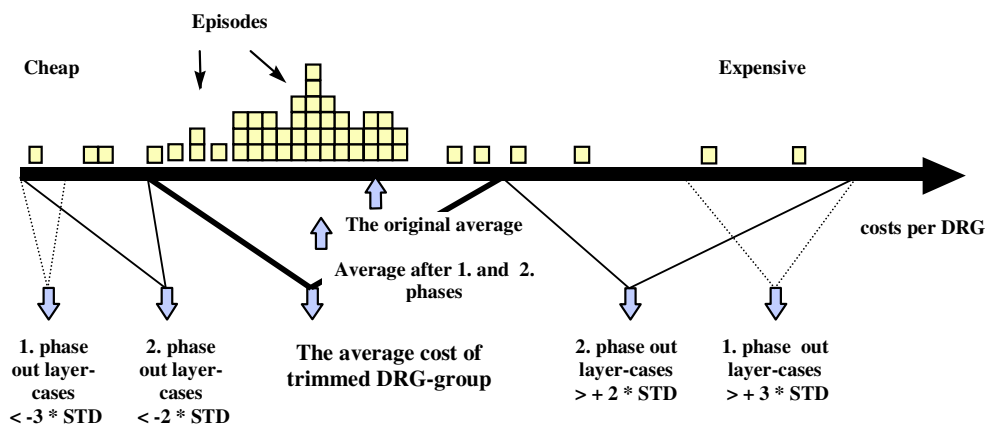 Episodes
Cheap
Expensive
The original average
costs per DRG
Average after 1. and 2.
phases
1. phase
out layer-
cases
< -3 * STD
2. phase
out layer-
cases
< -2 * STD
The average cost of
trimmed DRG-group
2. phase out
layer-cases
> + 2 * STD
1. phase out
layer-cases
> + 3 * STD